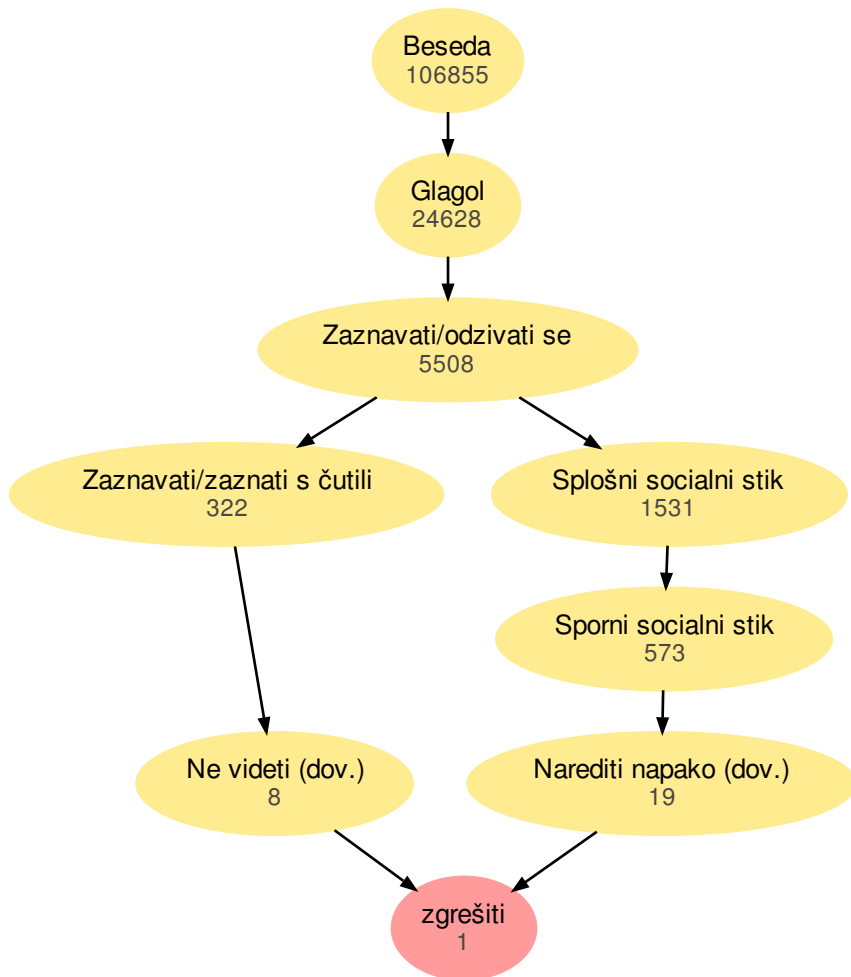 Beseda
106855
Glagol
24628
Zaznavati/odzivati se
5508
Zaznavati/zaznati s čutili
322
Splošni socialni stik
1531
Sporni socialni stik
573
Ne videti (dov.)
8
Narediti napako (dov.)
19
zgrešiti
1